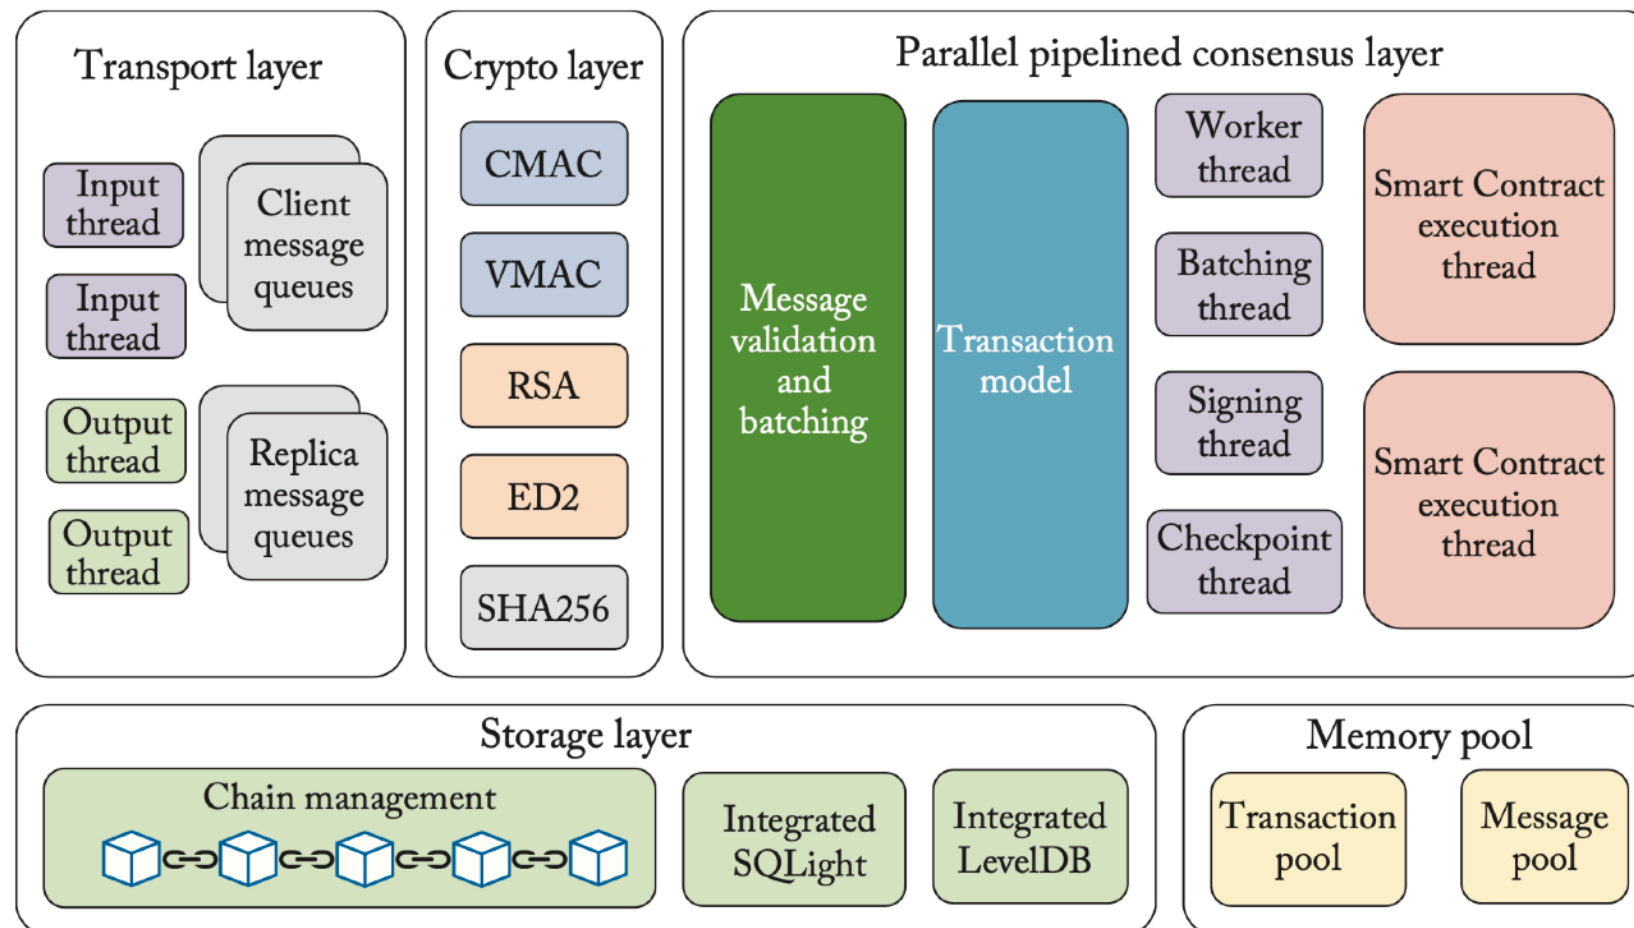 Transport layer
Input
thread
Input
thread
Output
thread
Output
thread
Client
message
queues
Replica
message
queues
Crypto layer
CMAC
VMAC
RSA
ED2
SHA256
Parallel pipelined consensus layer
Message
validation
and
batching
Transaction
model
Worker
thread
Batching
thread
Signing
thread
Checkpoint
thread
Smart Contract
execution
thread
Smart Contract
execution
thread
Storage layer
Chain management
Integrated
SQLight
Integrated
LevelDB
Memory pool
Transaction
pool
Message
pool